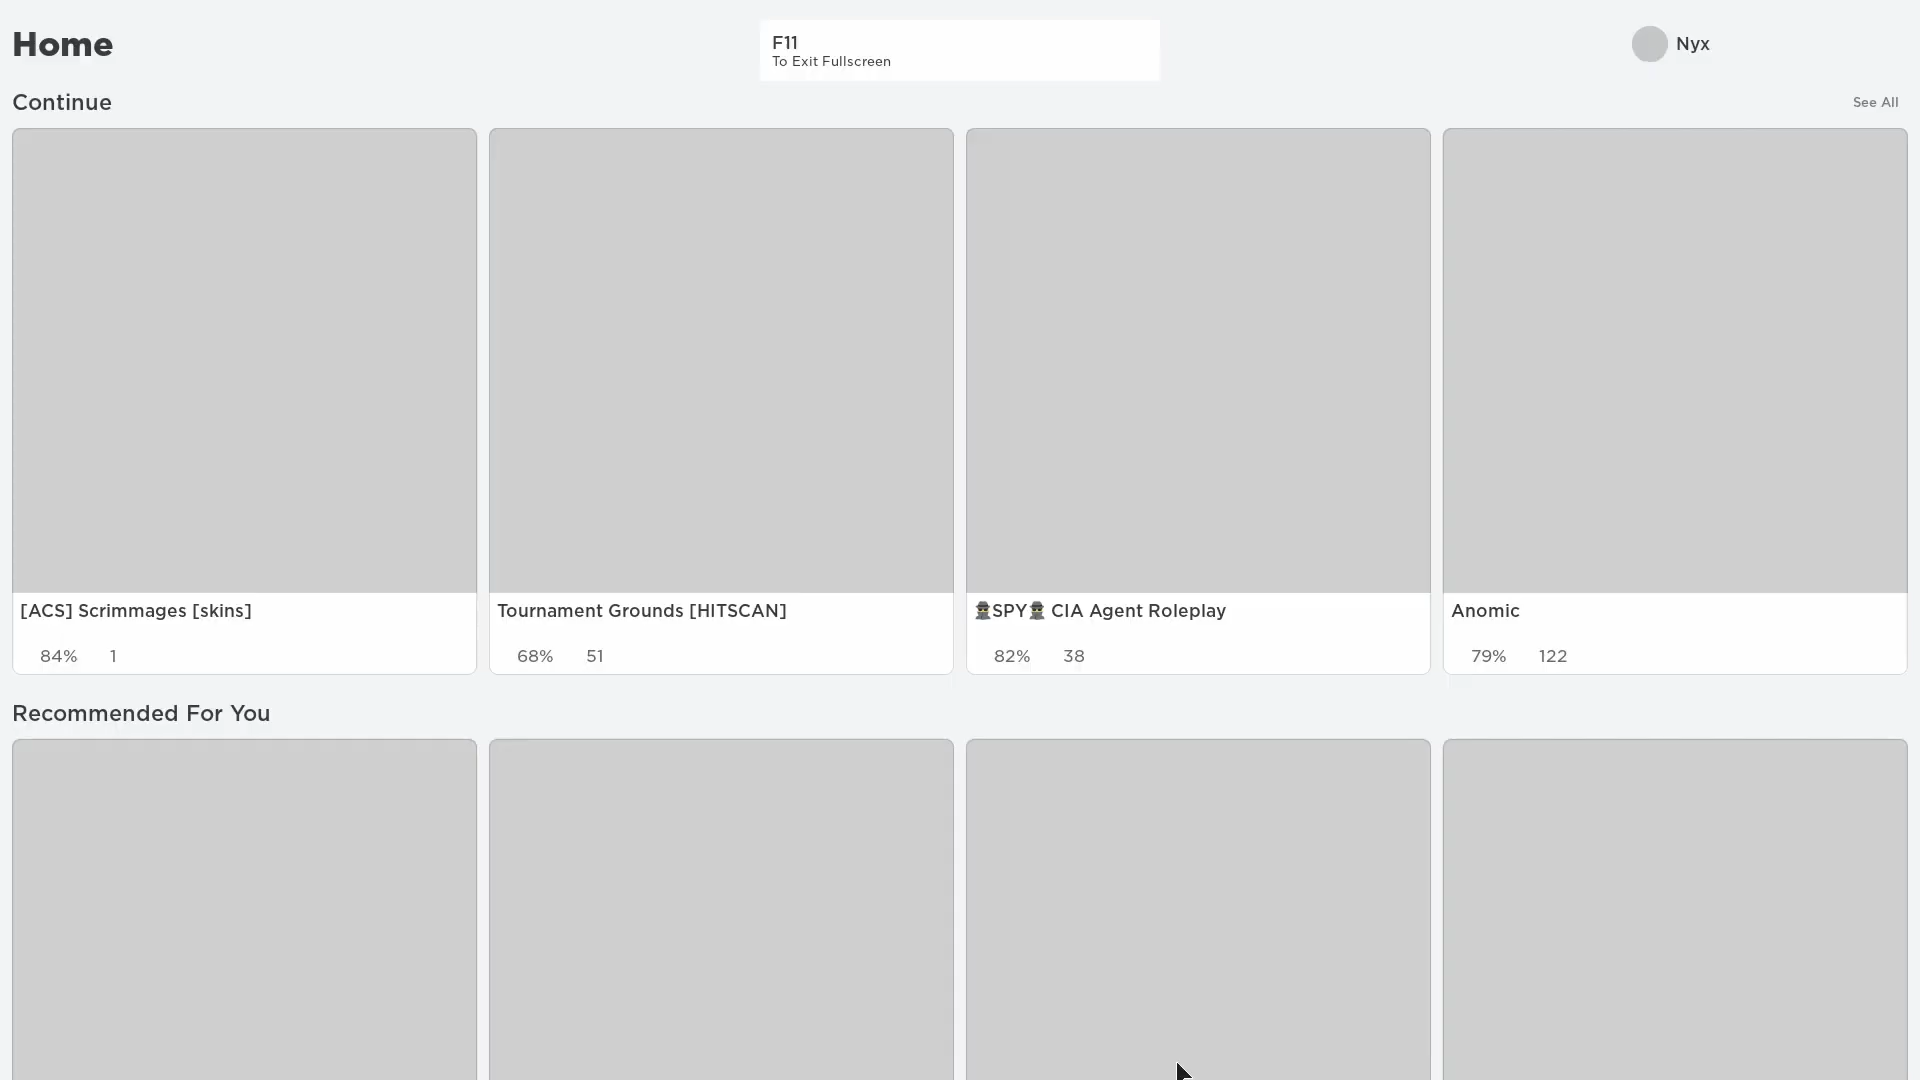 Home
F11
To Exit Fullscreen
Nyx
Continue
See All
[ACS] Scrimmages [skins]
84% 1
Tournament Grounds [HITSCAN]
68% 51
🕵SPY🕵 CIA Agent Roleplay
82% 38
Anomic
79% 122
Recommended For You